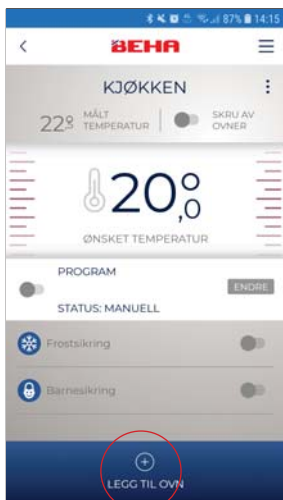 87% 14:15
BEHA
KJØKKEN
22° MÅLT TEMPERATUR
SKRU AV OVNER
20,0°
ØNSKET TEMPERATUR
PROGRAM
ENDRE
STATUS: MANUELL
Frostsikring
Barnesikring
LEGG TIL OVN